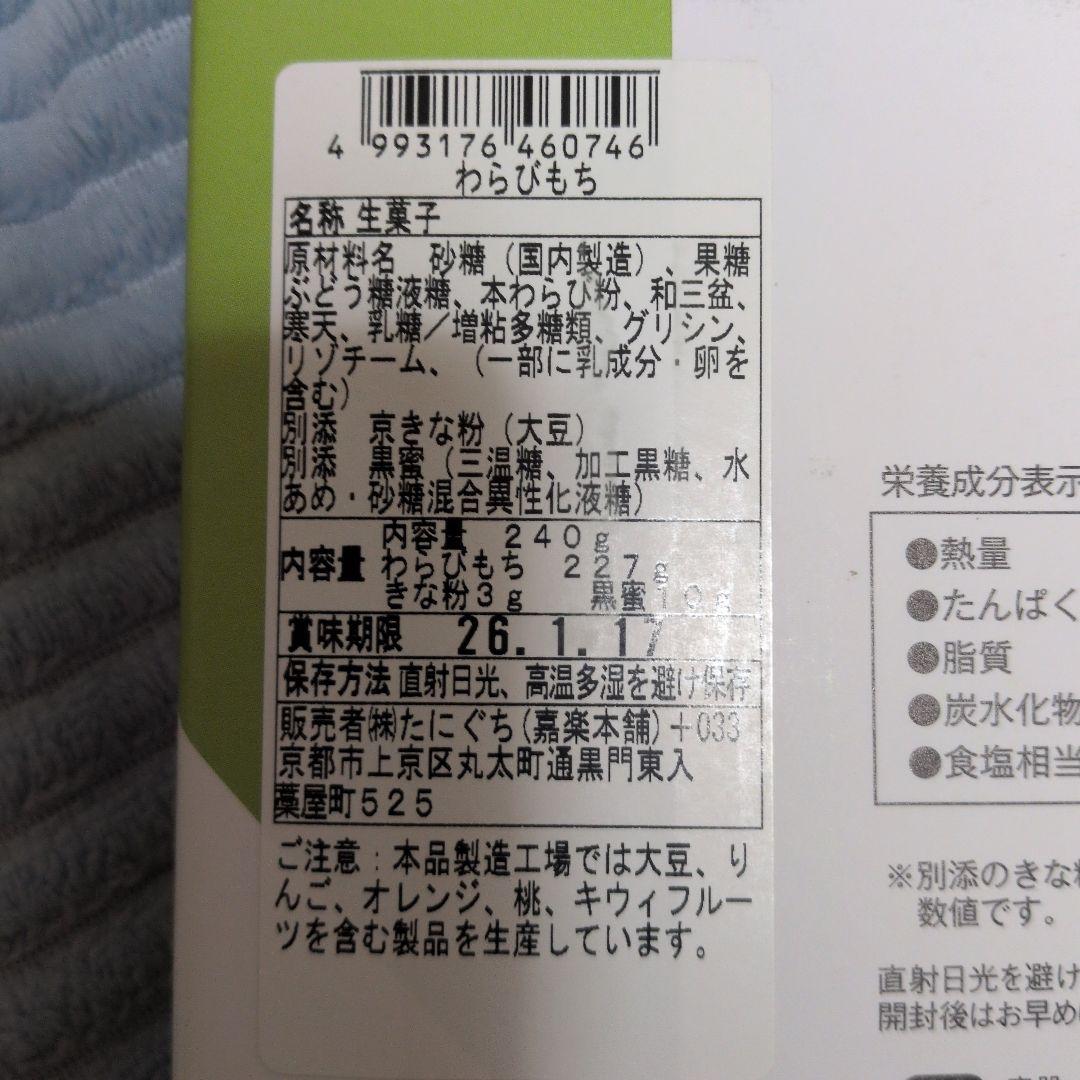 4 993176 460746
わらびもち
名称 生菓子
原材料名　砂糖（国内製造）、果糖
ぶどう糖液糖、本わらび粉、和三盆、
寒天、乳糖／増粘多糖類、グリシン、
リゾチーム、（一部に乳成分・卵を
含む）
別添　京きな粉（大豆）
別添　黒蜜（三温糖、加工黒糖、水
あめ・砂糖混合異性化液糖）
内容量　２４０ｇ
内容量 わらびもち　２２７ｇ
きな粉３ｇ　　黒蜜１０ｇ
賞味期限　26.1.17
保存方法 直射日光、高温多湿を避け保存
販売者㈱たにぐち(嘉楽本舗)＋033
京都市上京区丸太町通黒門東入
藁屋町５２５
ご注意：本品製造工場では大豆、り
んご、オレンジ、桃、キウィフルー
ツを含む製品を生産しています。
栄養成分表示
●熱量
●たんぱく
●脂質
●炭水化物
●食塩相当
※別添のきな粉
数値です。
直射日光を避け
開封後はお早め